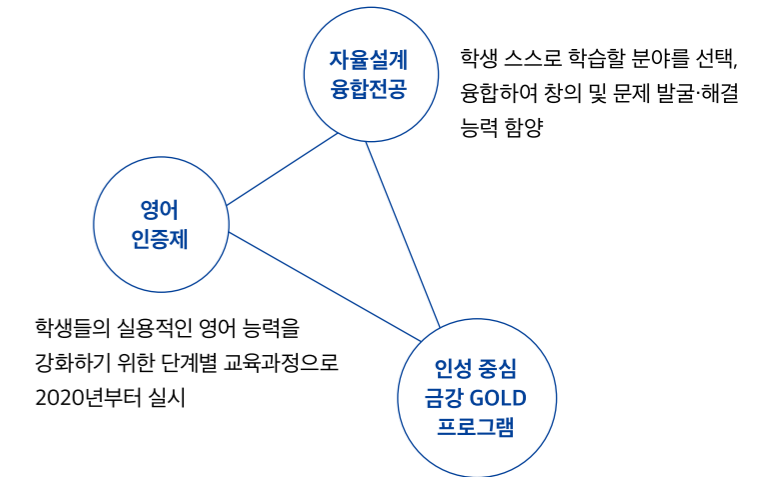 자율설계
융합전공
학생 스스로 학습할 분야를 선택,
융합하여 창의 및 문제 발굴·해결
능력 함양
영어
인증제
학생들의 실용적인 영어 능력을
강화하기 위한 단계별 교육과정으로
2020년부터 실시
인성 중심
금강 GOLD
프로그램